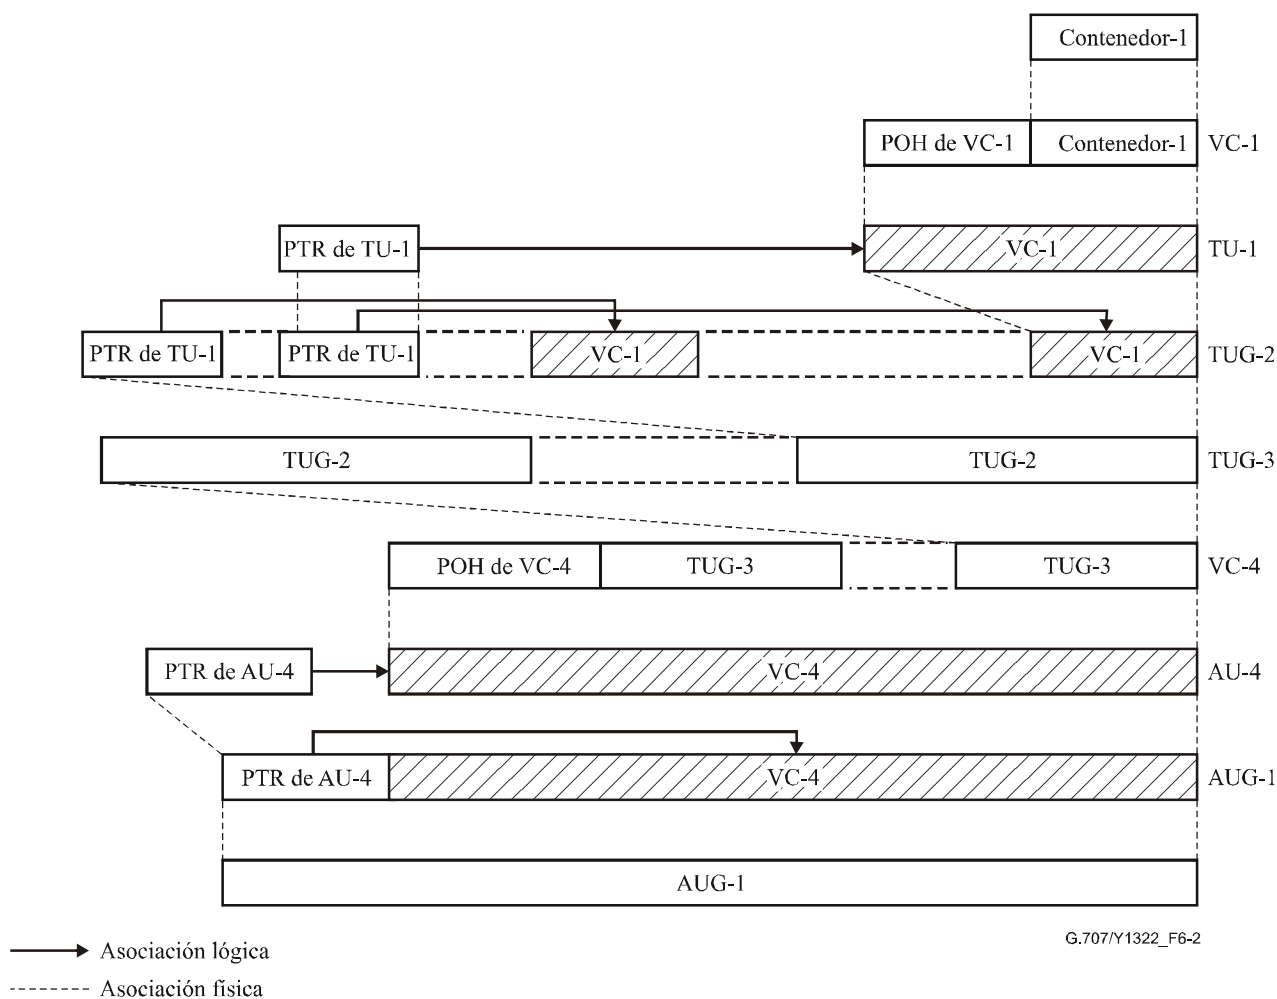 Contenedor-1
POH de VC-1 Contenedor-1 VC-1
PTR de TU-1 VC-1 TU-1
PTR de TU-1 PTR de TU-1 VC-1 VC-1 TUG-2
TUG-2 TUG-2 TUG-3
POH de VC-4 TUG-3 TUG-3 VC-4
PTR de AU-4 VC-4 AU-4
PTR de AU-4 VC-4 AUG-1
AUG-1
G.707/Y1322_F6-2
Asociación lógica
Asociación física